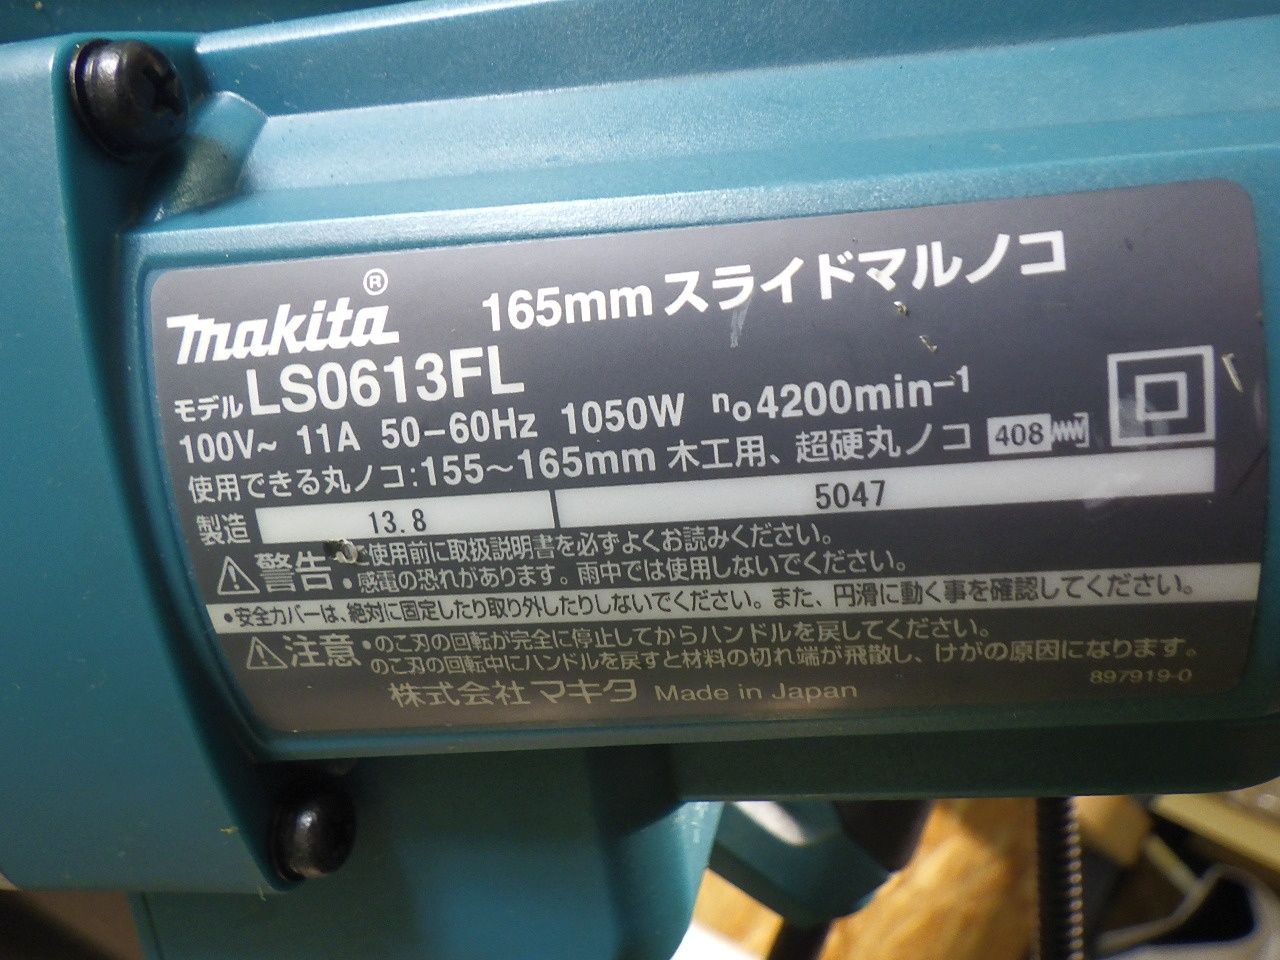 makita® 165mm スライドマルノコ
モデル LS0613FL
100V~ 11A 50-60Hz 1050W n₀4200min⁻¹
使用できる丸ノコ:155~165mm 木工用、超硬丸ノコ 408
製造 13.8 5047
警告 ・ご使用前に取扱説明書を必ずよくお読みください。
・感電の恐れがあります。雨中では使用しないでください。
・安全カバーは、絶対に固定したり取り外したりしないでください。また、円滑に動く事を確認してください。
注意 ・のこ刃の回転が完全に停止してからハンドルを戻してください。
のこ刃の回転中にハンドルを戻すと材料の切れ端が飛散し、けがの原因になります。
株式会社 マキタ Made in Japan
897919-0